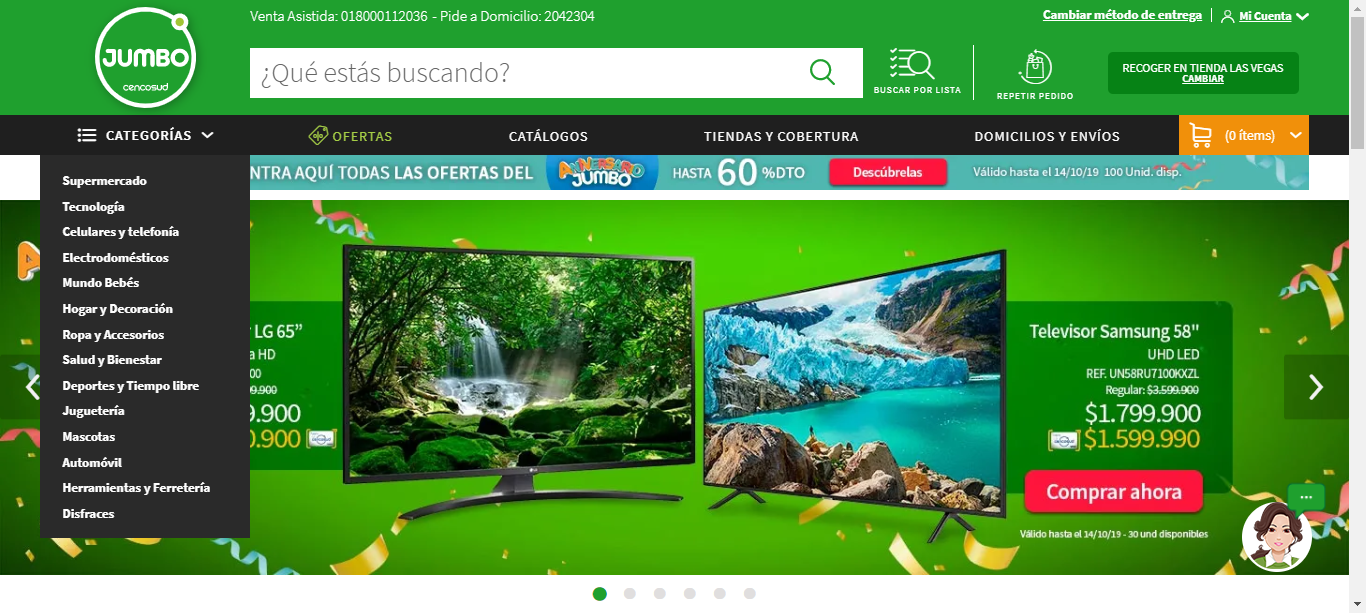 JUMBO
cencosud
Venta Asistida: 018000112036 - Pide a Domicilio: 2042304
Cambiar método de entrega
Mi Cuenta
¿Qué estás buscando?
BUSCAR POR LISTA
REPETIR PEDIDO
RECOGER EN TIENDA LAS VEGAS
CAMBIAR
CATEGORÍAS
OFERTAS
CATÁLOGOS
TIENDAS Y COBERTURA
DOMICILIOS Y ENVÍOS
(0 ítems)
NTRA AQUÍ TODAS LAS OFERTAS DEL
ANIVERSARIO
JUMBO
HASTA 60 %DTO
Descúbrelas
Válido hasta el 14/10/19 100 Unid. disp.
Supermercado
Tecnología
Celulares y telefonía
Electrodomésticos
Mundo Bebés
Hogar y Decoración
Ropa y Accesorios
Salud y Bienestar
Deportes y Tiempo libre
Juguetería
Mascotas
Automóvil
Herramientas y Ferretería
Disfraces
LG 65”
a HD
00
9.900
9.900
0.900
LG
Televisor Samsung 58"
UHD LED
REF. UN58RU7100KXZL
Regular: $3.599.900
$1.799.900
$1.599.990
Comprar ahora
Válido hasta el 14/10/19 - 30 und disponibles